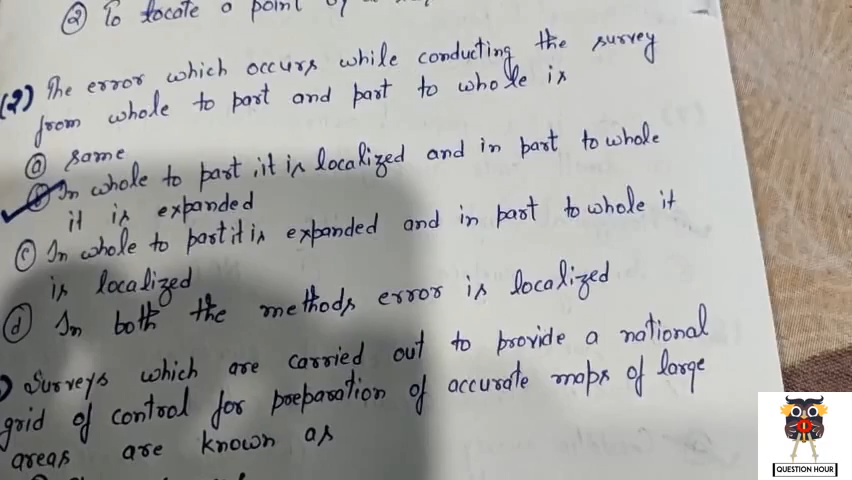 ② To locate a point by
(2) The error which occurs while conducting the survey
from whole to part and part to whole is
ⓐ same
ⓑ In whole to part, it is localized and in part to whole
it is expanded
ⓒ In whole to part it is expanded and in part to whole it
is localized
ⓓ In both the methods error is localized
) Surveys which are carried out to provide a national
grid of control for preparation of accurate maps of large
areas are known as
QUESTION HOUR